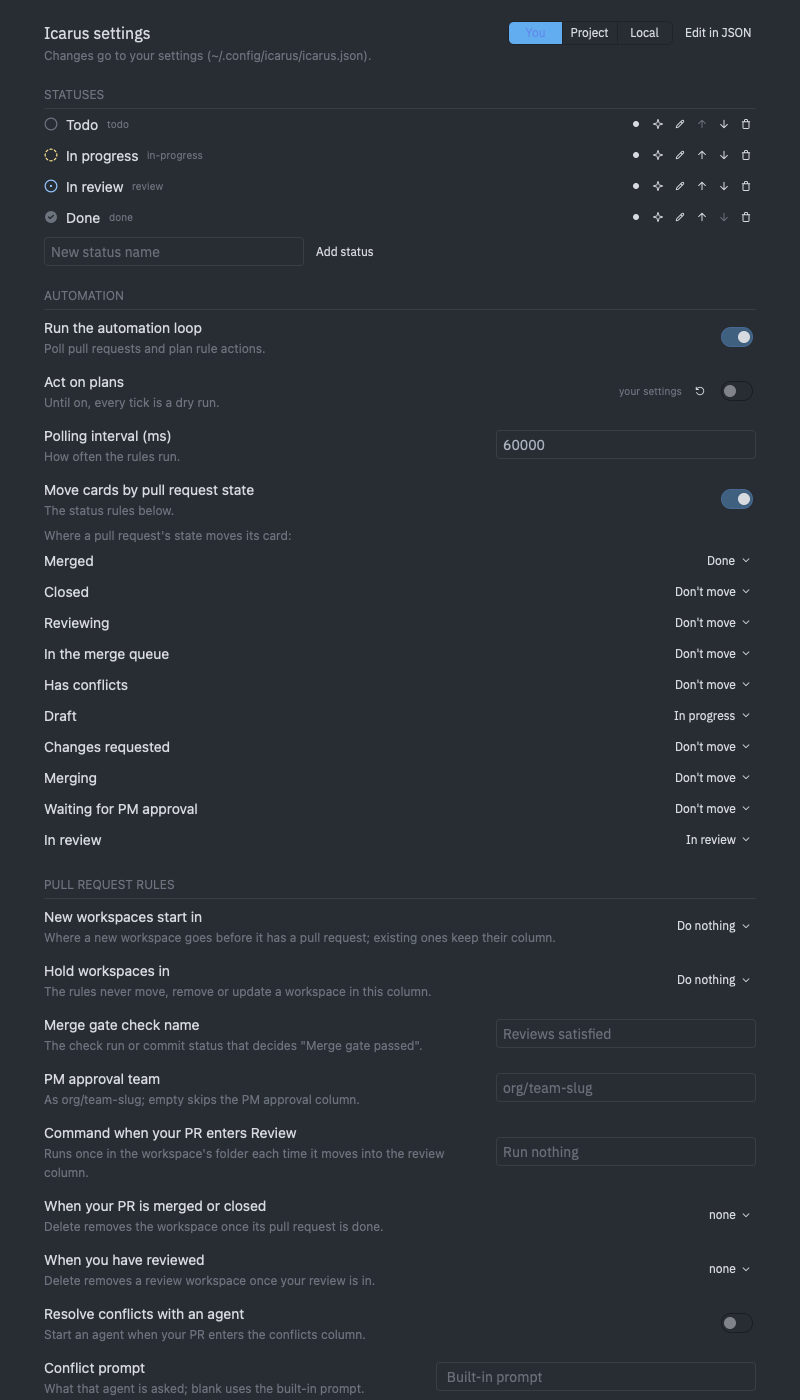 Icarus settings
You
Project
Local
Edit in JSON
Changes go to your settings (~/.config/icarus/icarus.json).
STATUSES
Todo todo
In progress in-progress
In review review
Done done
New status name
Add status
AUTOMATION
Run the automation loop
Poll pull requests and plan rule actions.
Act on plans
Until on, every tick is a dry run.
your settings
Polling interval (ms)
How often the rules run.
60000
Move cards by pull request state
The status rules below.
Where a pull request's state moves its card:
Merged Done
Closed Don't move
Reviewing Don't move
In the merge queue Don't move
Has conflicts Don't move
Draft In progress
Changes requested Don't move
Merging Don't move
Waiting for PM approval Don't move
In review In review
PULL REQUEST RULES
New workspaces start in
Where a new workspace goes before it has a pull request; existing ones keep their column.
Do nothing
Hold workspaces in
The rules never move, remove or update a workspace in this column.
Do nothing
Merge gate check name
The check run or commit status that decides "Merge gate passed".
Reviews satisfied
PM approval team
As org/team-slug; empty skips the PM approval column.
org/team-slug
Command when your PR enters Review
Runs once in the workspace's folder each time it moves into the review
column.
Run nothing
When your PR is merged or closed
Delete removes the workspace once its pull request is done.
none
When you have reviewed
Delete removes a review workspace once your review is in.
none
Resolve conflicts with an agent
Start an agent when your PR enters the conflicts column.
Conflict prompt
What that agent is asked; blank uses the built-in prompt.
Built-in prompt